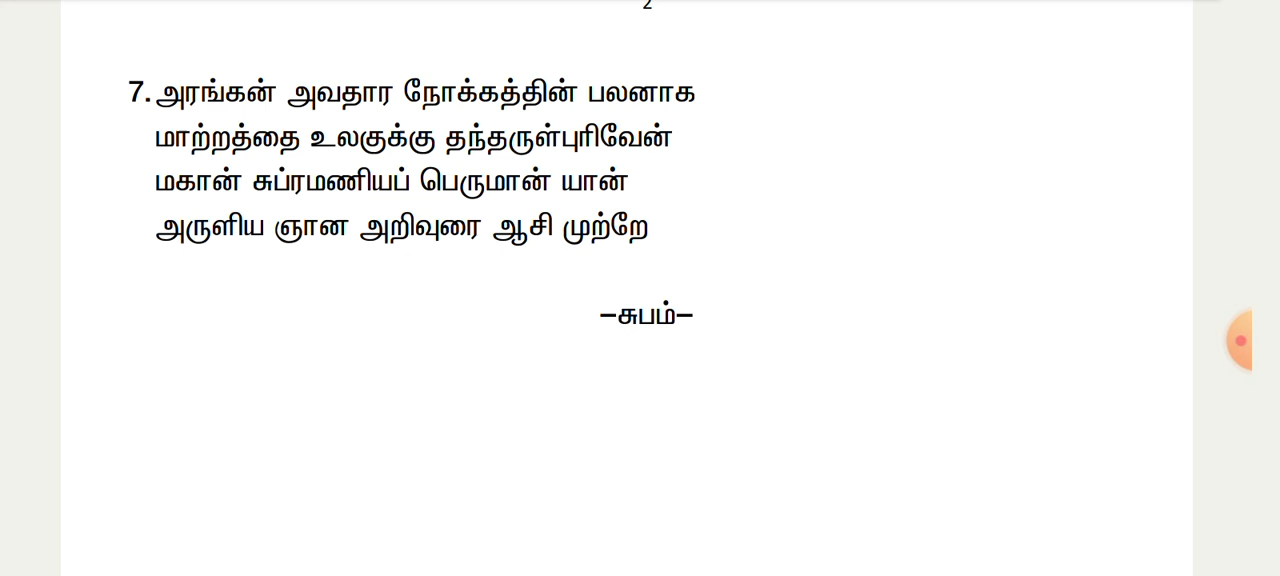 2
7. அரங்கன் அவதார நோக்கத்தின் பலனாக
மாற்றத்தை உலகுக்கு தந்தருள்புரிவேன்
மகான் சுப்ரமணியப் பெருமான் யான்
அருளிய ஞான அறிவுரை ஆசி முற்றே
–சுபம்–